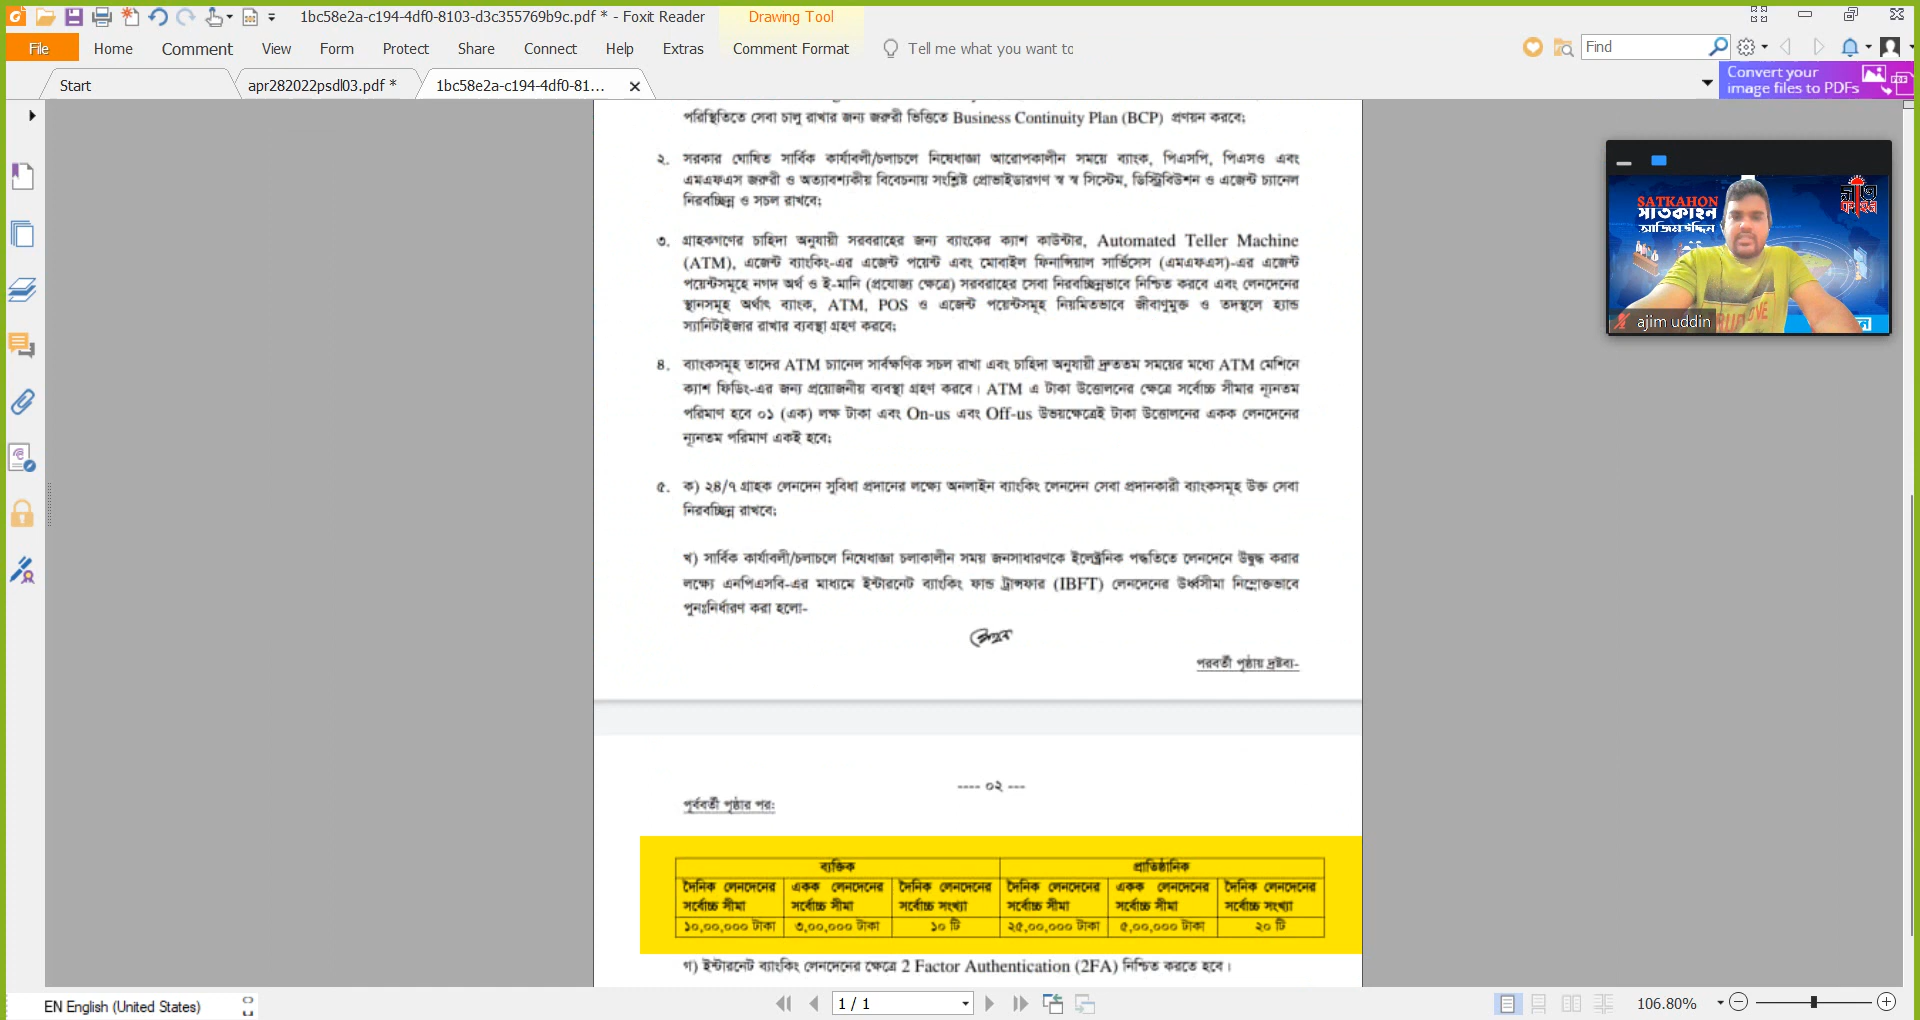 1bc58e2a-c194-4df0-8103-d3c355769b9c.pdf * - Foxit Reader
Drawing Tool
File Home Comment View Form Protect Share Connect Help Extras Comment Format Tell me what you want to
Find
Start
apr282022psdl03.pdf *
1bc58e2a-c194-4df0-81...
Convert your
image files to PDFs
পরিস্থিতিতে সেবা চালু রাখার জন্য জরুরী ভিত্তিতে Business Continuity Plan (BCP) প্রণয়ন করবে;
২. সরকার ঘোষিত সার্বিক কার্যাবলী/চলাচলে নিষেধাজ্ঞা আরোপকালীন সময়ে ব্যাংক, পিএসপি, পিএসও এবং
এমএফএস জরুরী ও অত্যাবশ্যকীয় বিবেচনায় সংশ্লিষ্ট প্রোভাইডারগণ স্ব স্ব সিস্টেম, ডিস্ট্রিবিউশন ও এজেন্ট চ্যানেল
নিরবচ্ছিন্ন ও সচল রাখবে;
৩. গ্রাহকগণের চাহিদা অনুযায়ী সরবরাহের জন্য ব্যাংকের ক্যাশ কাউন্টার, Automated Teller Machine
(ATM), এজেন্ট ব্যাংকিং-এর এজেন্ট পয়েন্ট এবং মোবাইল ফিনান্সিয়াল সার্ভিসেস (এমএফএস)-এর এজেন্ট
পয়েন্টসমূহে নগদ অর্থ ও ই-মানি (প্রযোজ্য ক্ষেত্রে) সরবরাহের সেবা নিরবচ্ছিন্নভাবে নিশ্চিত করবে এবং লেনদেনের
স্থানসমূহ অর্থাৎ ব্যাংক, ATM, POS ও এজেন্ট পয়েন্টসমূহ নিয়মিতভাবে জীবাণুমুক্ত ও তদস্থলে হ্যান্ড
স্যানিটাইজার রাখার ব্যবস্থা গ্রহণ করবে;
৪. ব্যাংকসমূহ তাদের ATM চ্যানেল সার্বক্ষণিক সচল রাখা এবং চাহিদা অনুযায়ী দ্রুততম সময়ের মধ্যে ATM মেশিনে
ক্যাশ ফিডিং-এর জন্য প্রয়োজনীয় ব্যবস্থা গ্রহণ করবে। ATM এ টাকা উত্তোলনের ক্ষেত্রে সর্বোচ্চ সীমার ন্যূনতম
পরিমাণ হবে ০১ (এক) লক্ষ টাকা এবং On-us এবং Off-us উভয়ক্ষেত্রেই টাকা উত্তোলনের একক লেনদেনের
ন্যূনতম পরিমাণ একই হবে;
৫. ক) ২৪/৭ গ্রাহক লেনদেন সুবিধা প্রদানের লক্ষ্যে অনলাইন ব্যাংকিং লেনদেন সেবা প্রদানকারী ব্যাংকসমূহ উক্ত সেবা
নিরবচ্ছিন্ন রাখবে;
খ) সার্বিক কার্যাবলী/চলাচলে নিষেধাজ্ঞা চলাকালীন সময় জনসাধারণকে ইলেক্ট্রনিক পদ্ধতিতে লেনদেনে উদ্বুদ্ধ করার
লক্ষ্যে এনপিএসবি-এর মাধ্যমে ইন্টারনেট ব্যাংকিং ফান্ড ট্রান্সফার (IBFT) লেনদেনের উর্ধ্বসীমা নিম্নোক্তভাবে
পুনঃনির্ধারণ করা হলো-
পরবর্তী পৃষ্ঠায় দ্রষ্টব্য-
---- ০২ ---
পূর্ববর্তী পৃষ্ঠার পর:
ব্যক্তিক প্রাতিষ্ঠানিক
দৈনিক লেনদেনের একক লেনদেনের দৈনিক লেনদেনের দৈনিক লেনদেনের একক লেনদেনের দৈনিক লেনদেনের
সর্বোচ্চ সীমা সর্বোচ্চ সীমা সর্বোচ্চ সংখ্যা সর্বোচ্চ সীমা সর্বোচ্চ সীমা সর্বোচ্চ সংখ্যা
১০,০০,০০০ টাকা ৩,০০,০০০ টাকা ১০ টি ২৫,০০,০০০ টাকা ৫,০০,০০০ টাকা ২০ টি
গ) ইন্টারনেট ব্যাংকিং লেনদেনের ক্ষেত্রে 2 Factor Authentication (2FA) নিশ্চিত করতে হবে।
SATKAHON
সাতকাহন
আজিম উদ্দিন
ajim uddin
EN English (United States)
1 / 1
106.80%